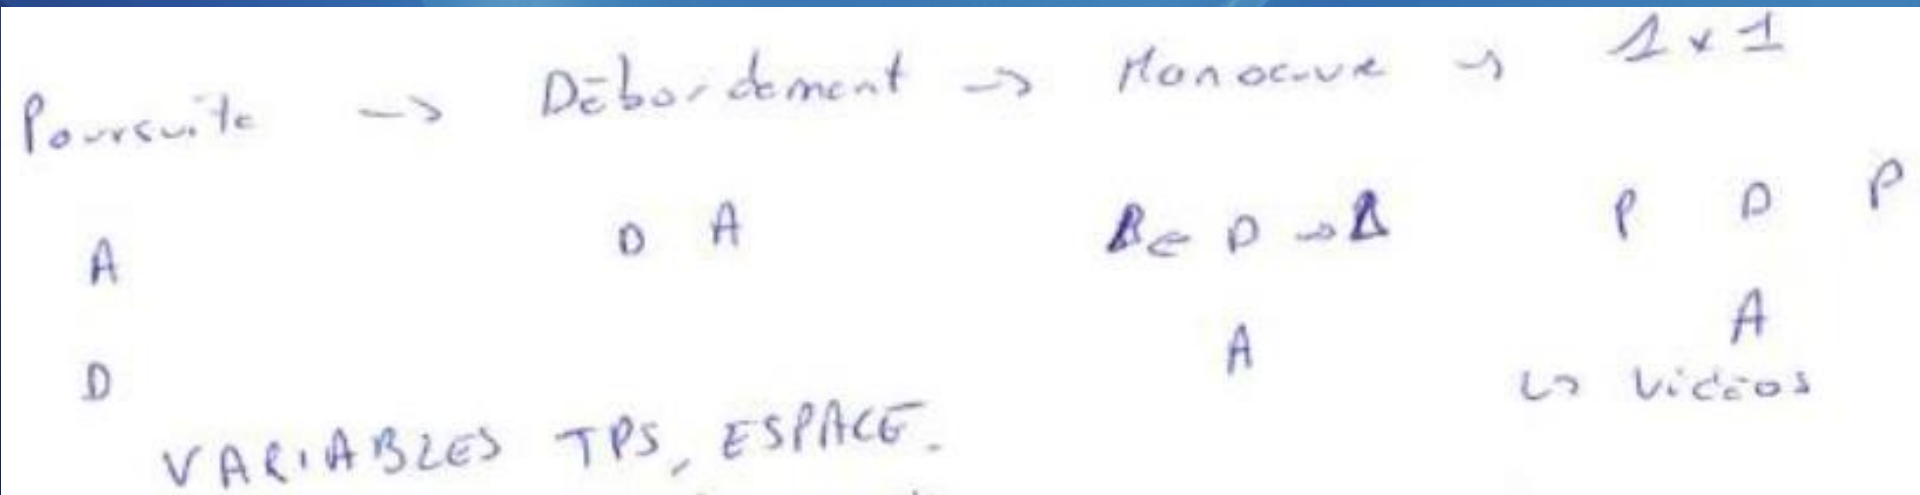 Poursuite -> Débordement -> Manoeuvre -> 1 x 1
A D A ← D → P D P
D A A
↳ Vidéos
VARIABLES TPS, ESPACE.